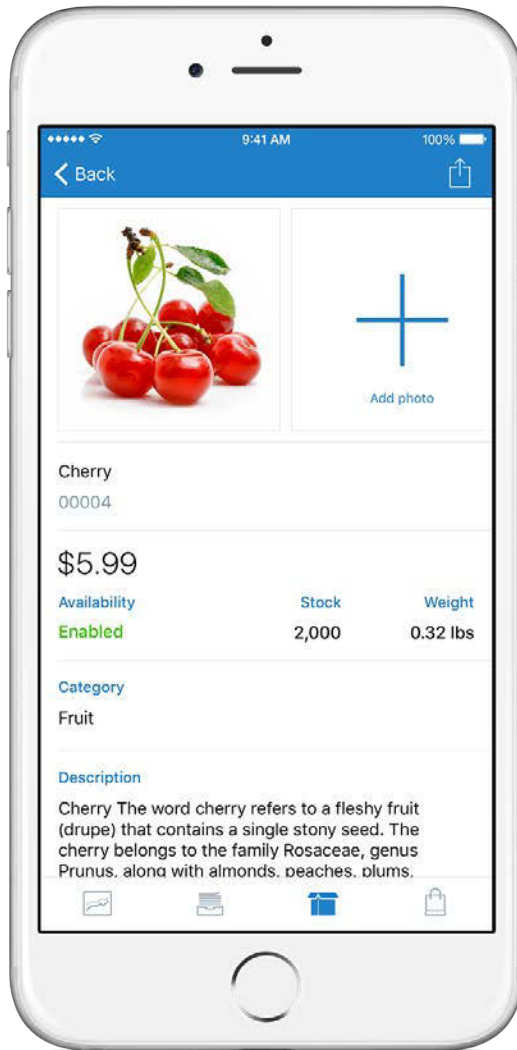 9:41 AM
100%
Back
Add photo
Cherry
00004
$5.99
Availability Stock Weight
Enabled 2,000 0.32 lbs
Category
Fruit
Description
Cherry The word cherry refers to a fleshy fruit
(drupe) that contains a single stony seed. The
cherry belongs to the family Rosaceae, genus
Prunus, along with almonds, peaches, plums,